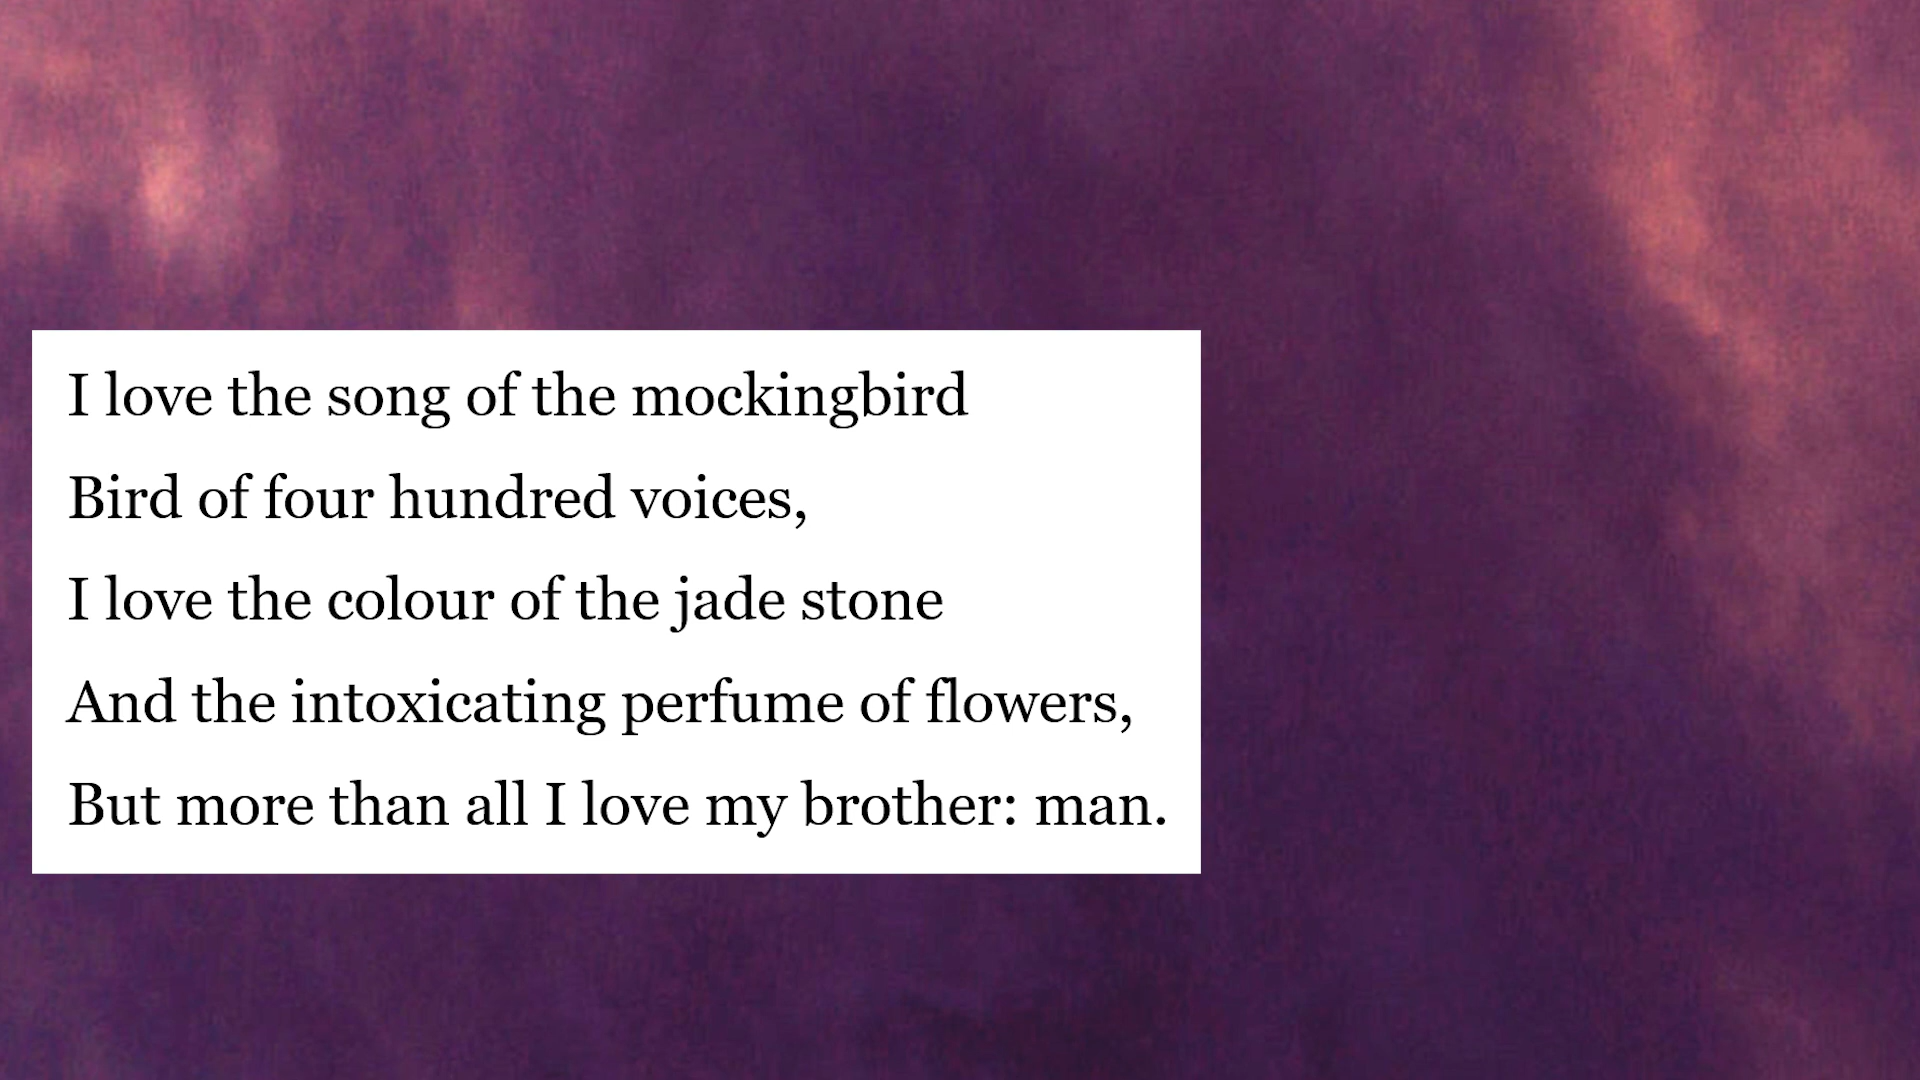 I love the song of the mockingbird
Bird of four hundred voices,
I love the colour of the jade stone
And the intoxicating perfume of flowers,
But more than all I love my brother: man.